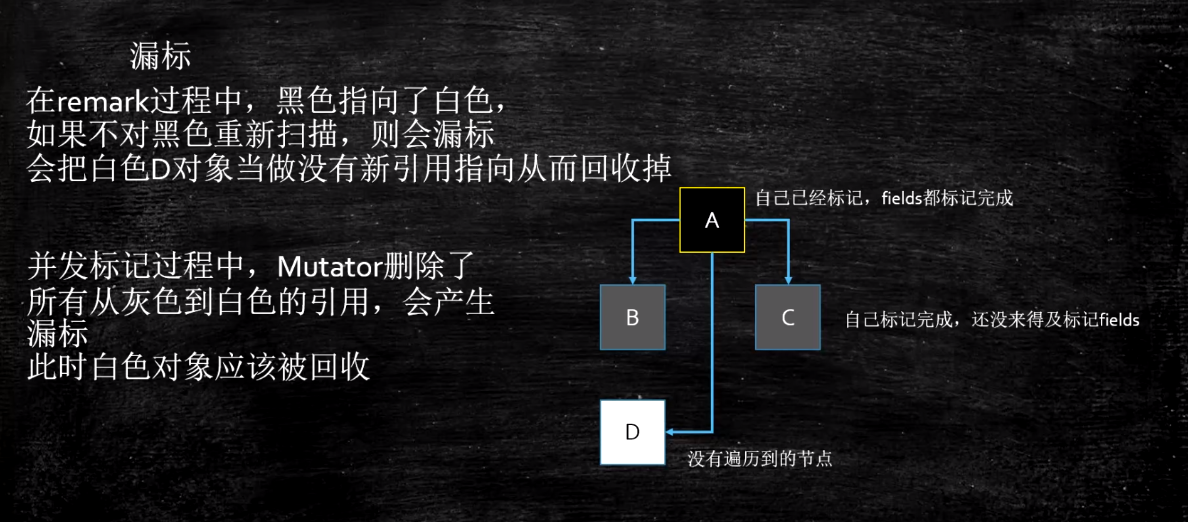 漏标
在remark过程中，黑色指向了白色，
如果不对黑色重新扫描，则会漏标
会把白色D对象当做没有新引用指向从而回收掉
A
自己已经标记，fields都标记完成
并发标记过程中，Mutator删除了
所有从灰色到白色的引用，会产生
漏标
此时白色对象应该被回收
B
C
自己标记完成，还没来得及标记fields
D
没有遍历到的节点